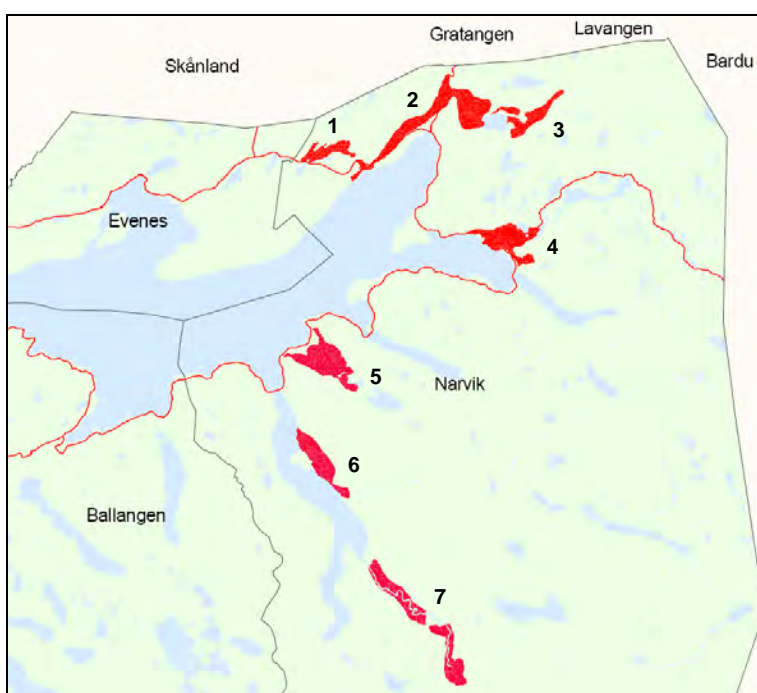 Gratangen
Lavangen
Skånland
Bardu
2
1
3
Evenes
4
5
Narvik
6
Ballangen
7